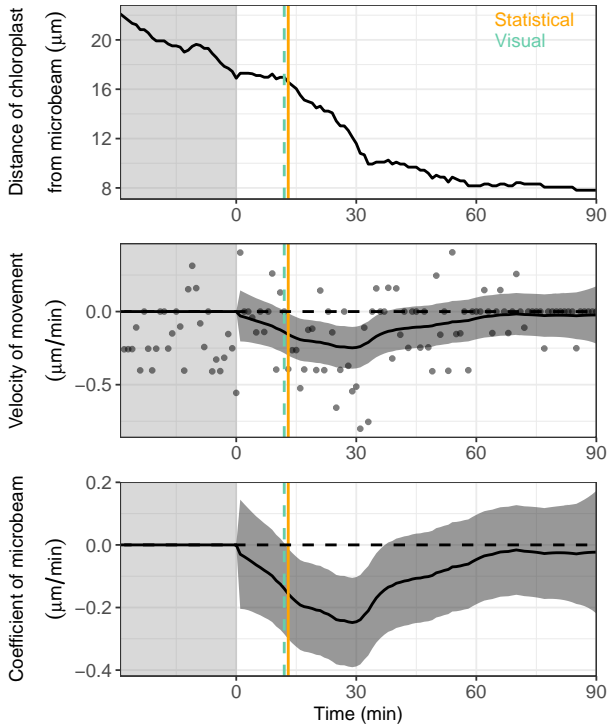 Distance of chloroplast
from microbeam (μm)
22
16
12
8
Statistical
Visual
0
30
60
90
Velocity of movement
(μm/min)
0.0
−0.5
0
30
60
90
Coefficient of microbeam
(μm/min)
0.2
0.0
−0.2
−0.4
0
30
60
90
Time (min)